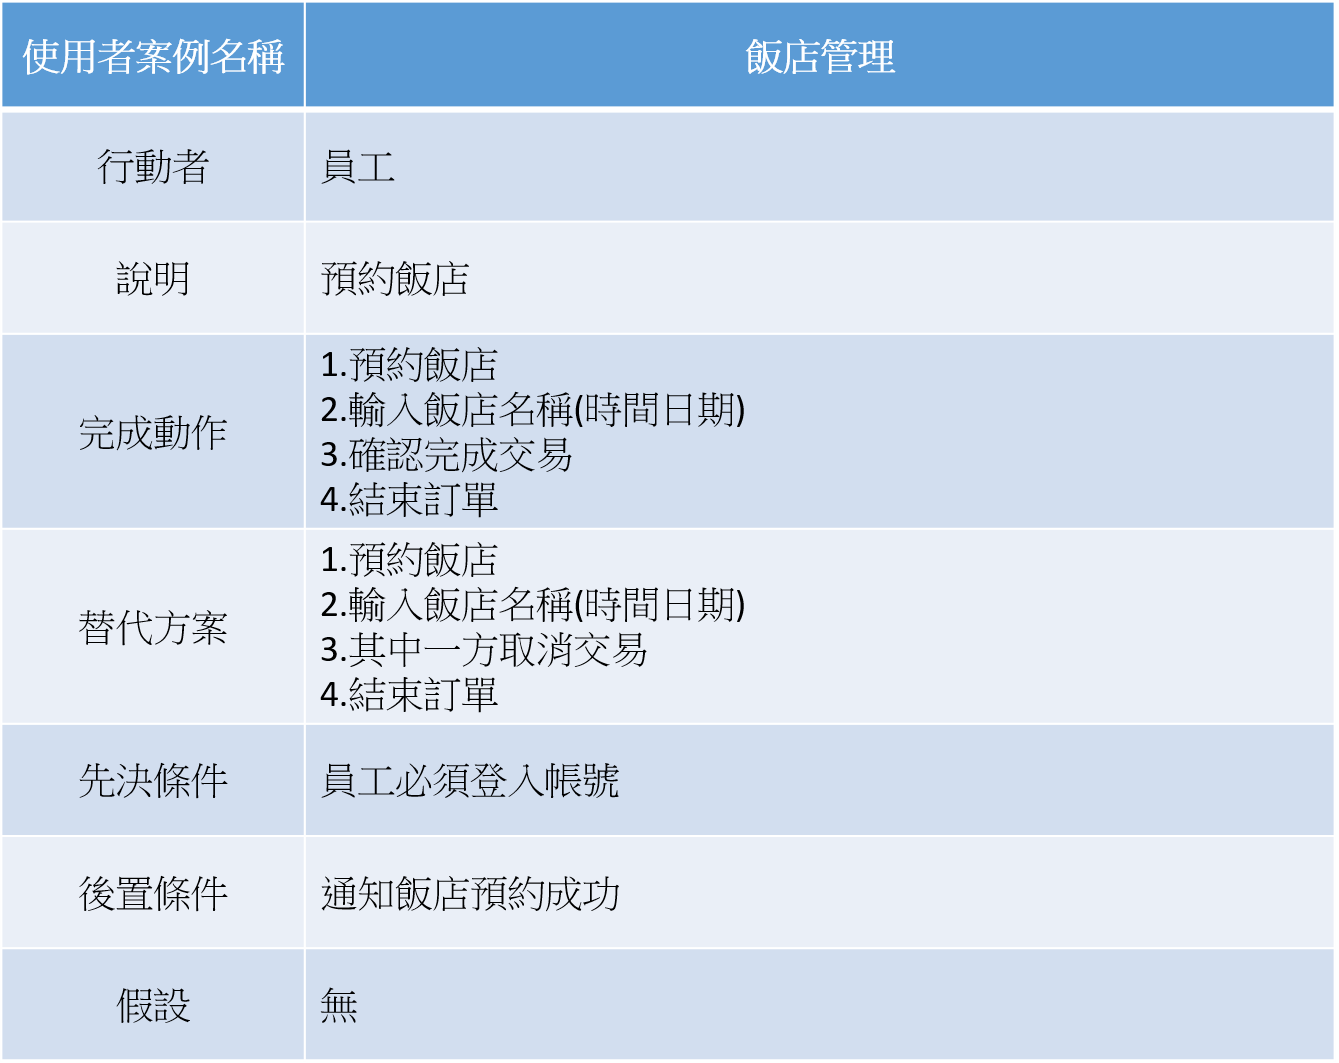 使用者案例名稱 飯店管理
行動者 員工
說明 預約飯店
完成動作
1.預約飯店
2.輸入飯店名稱(時間日期)
3.確認完成交易
4.結束訂單
替代方案
1.預約飯店
2.輸入飯店名稱(時間日期)
3.其中一方取消交易
4.結束訂單
先決條件 員工必須登入帳號
後置條件 通知飯店預約成功
假設 無